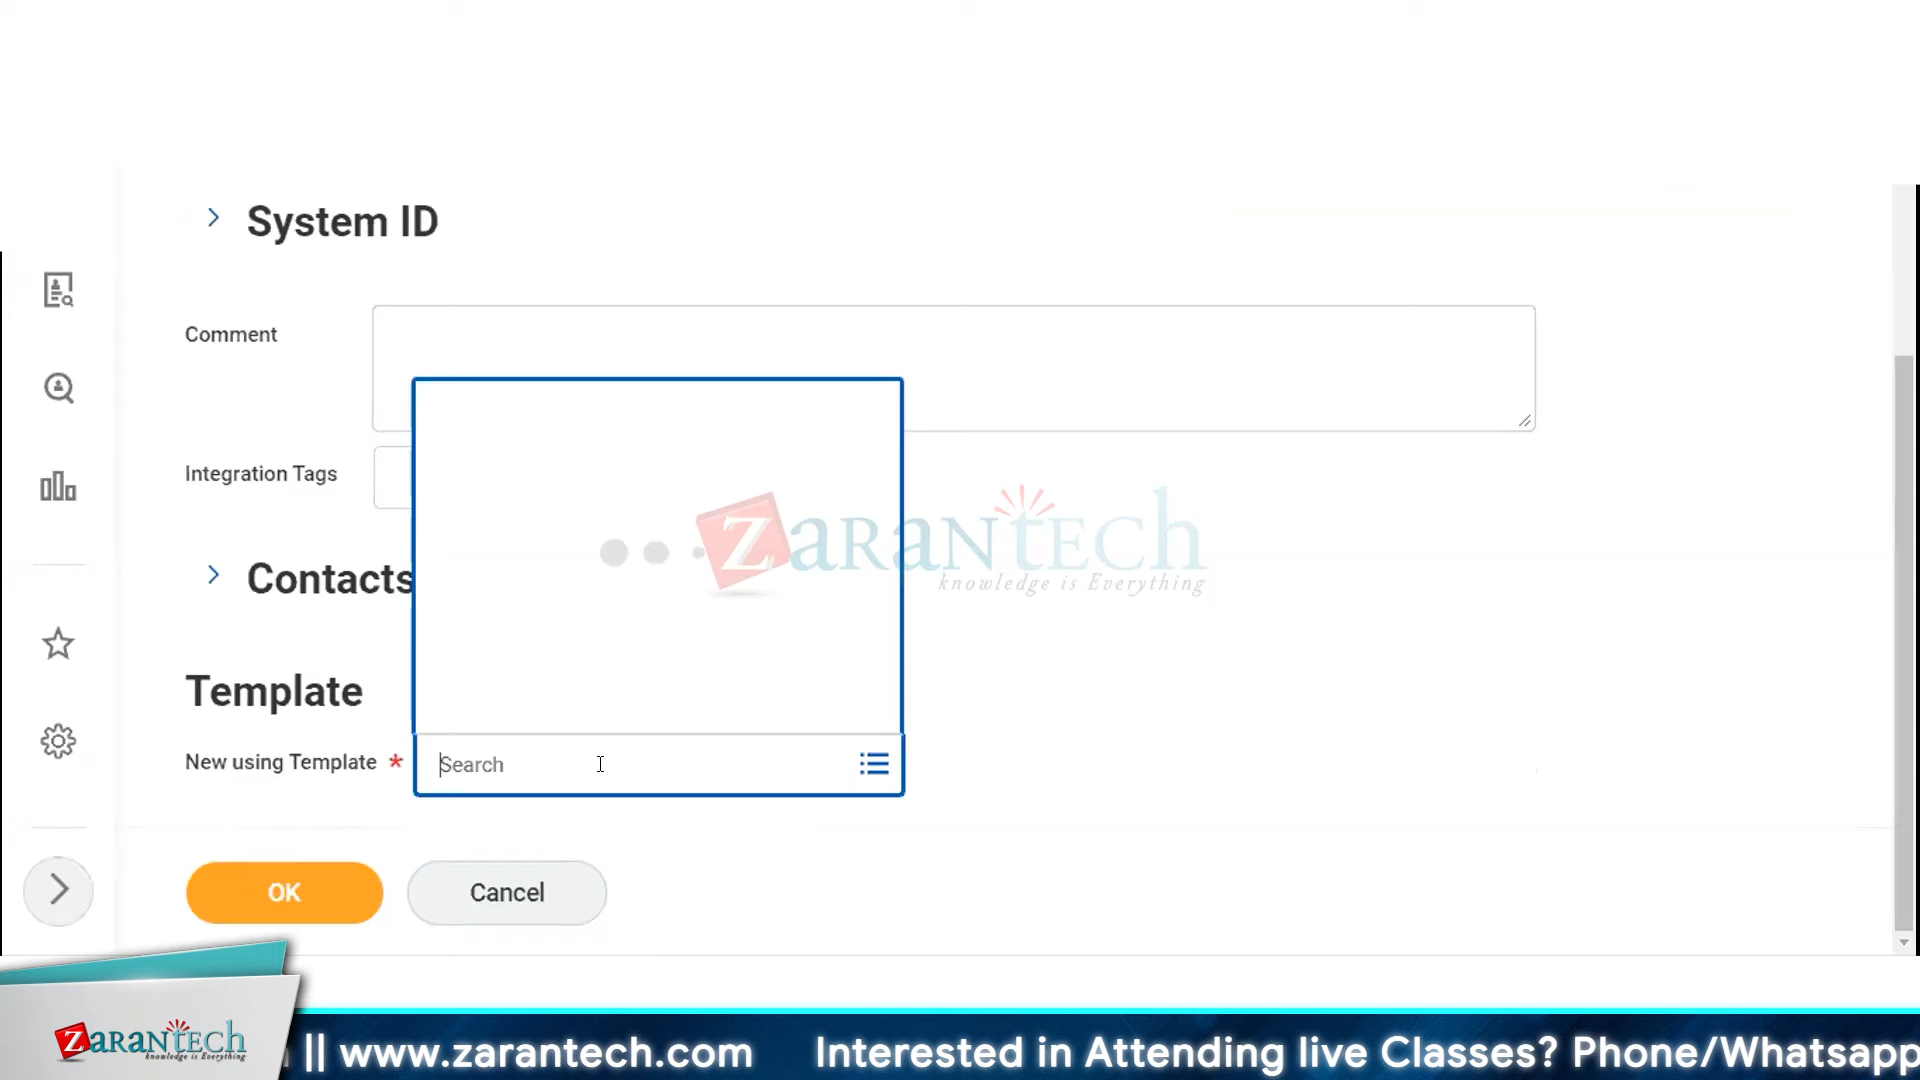 System ID
Comment
Integration Tags
Contacts
Template
New using Template *
Search
OK
Cancel
ZaranTech
knowledge is Everything
ZaranTech
knowledge is Everything
|| www.zarantech.com Interested in Attending live Classes? Phone/Whatsapp